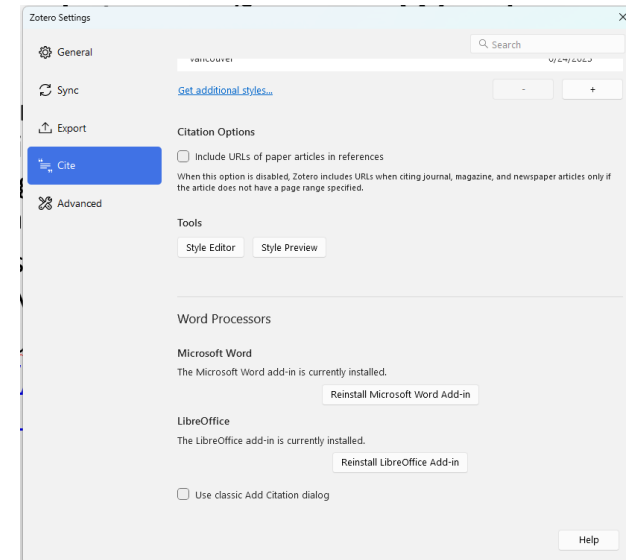 Zotero Settings
Search
General
Sync
Export
Cite
Advanced
vancouver 6/24/2023
Get additional styles...
- +
Citation Options
Include URLs of paper articles in references
When this option is disabled, Zotero includes URLs when citing journal, magazine, and newspaper articles only if
the article does not have a page range specified.
Tools
Style Editor Style Preview
Word Processors
Microsoft Word
The Microsoft Word add-in is currently installed.
Reinstall Microsoft Word Add-in
LibreOffice
The LibreOffice add-in is currently installed.
Reinstall LibreOffice Add-in
Use classic Add Citation dialog
Help